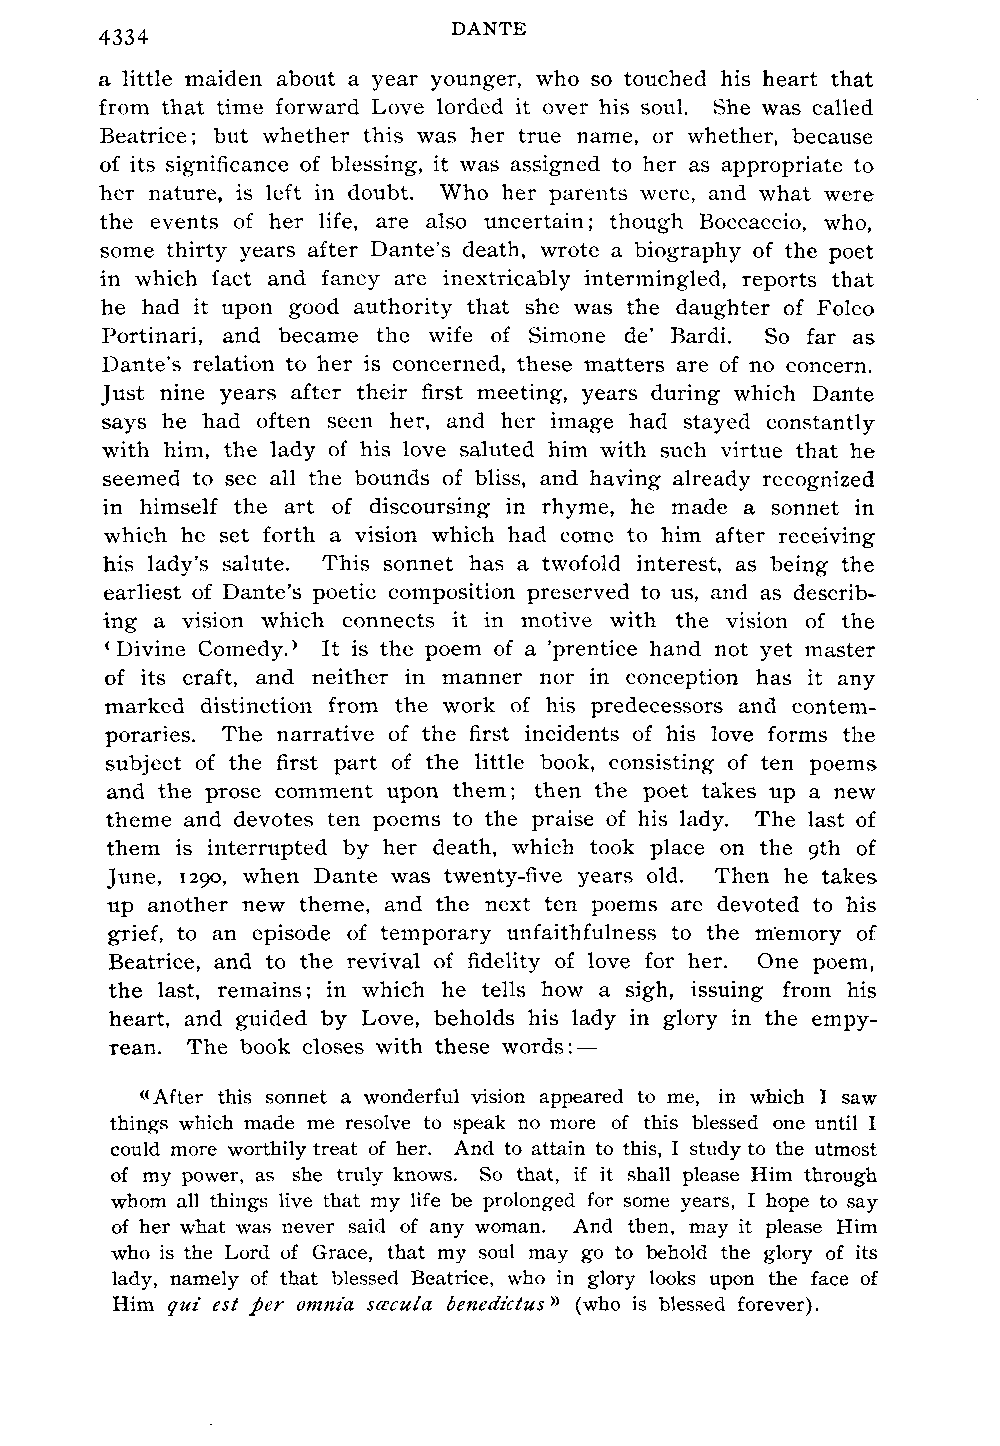 4334
DANTE
a little maiden about a year younger, who so touched his heart that
from that time forward Love lorded it over his soul. She was called
Beatrice; but whether this was her true name, or whether, because
of its significance of blessing, it was assigned to her as appropriate to
her nature, is left in doubt. Who her parents were, and what were
the events of her life, are also uncertain; though Boccaccio, who,
some thirty years after Dante's death, wrote a biography of the poet
in which fact and fancy are inextricably intermingled, reports that
he had it upon good authority that she was the daughter of Folco
Portinari, and became the wife of Simone de' Bardi. So far as
Dante's relation to her is concerned, these matters are of no concern.
Just nine years after their first meeting, years during which Dante
says he had often seen her, and her image had stayed constantly
with him, the lady of his love saluted him with such virtue that he
seemed to see all the bounds of bliss, and having already recognized
in himself the art of discoursing in rhyme, he made a sonnet in
which he set forth a vision which had come to him after receiving
his lady's salute. This sonnet has a twofold interest, as being the
earliest of Dante's poetic composition preserved to us, and as describ-
ing a vision which connects it in motive with the vision of the
‘Divine Comedy.’ It is the poem of a 'prentice hand not yet master
of its craft, and neither in manner nor in conception has it any
marked distinction from the work of his predecessors and contem-
poraries. The narrative of the first incidents of his love forms the
subject of the first part of the little book, consisting of ten poems
and the prose comment upon them; then the poet takes up a new
theme and devotes ten poems to the praise of his lady. The last of
them is interrupted by her death, which took place on the 9th of
June, 1290, when Dante was twenty-five years old. Then he takes
up another new theme, and the next ten poems are devoted to his
grief, to an episode of temporary unfaithfulness to the memory of
Beatrice, and to the revival of fidelity of love for her. One poem,
the last, remains; in which he tells how a sigh, issuing from his
heart, and guided by Love, beholds his lady in glory in the empy-
rean. The book closes with these words:—
“After this sonnet a wonderful vision appeared to me, in which I saw
things which made me resolve to speak no more of this blessed one until I
could more worthily treat of her. And to attain to this, I study to the utmost
of my power, as she truly knows. So that, if it shall please Him through
whom all things live that my life be prolonged for some years, I hope to say
of her what was never said of any woman. And then, may it please Him
who is the Lord of Grace, that my soul may go to behold the glory of its
lady, namely of that blessed Beatrice, who in glory looks upon the face of
Him qui est per omnia sæcula benedictus” (who is blessed forever).